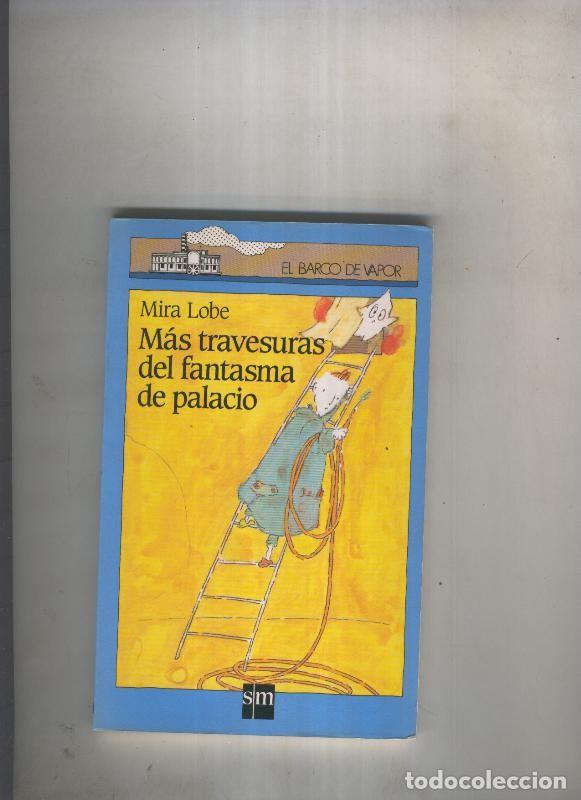 EL BARCO DE VAPOR
Mira Lobe
Más travesuras
del fantasma
de palacio
sm
todocoleccion